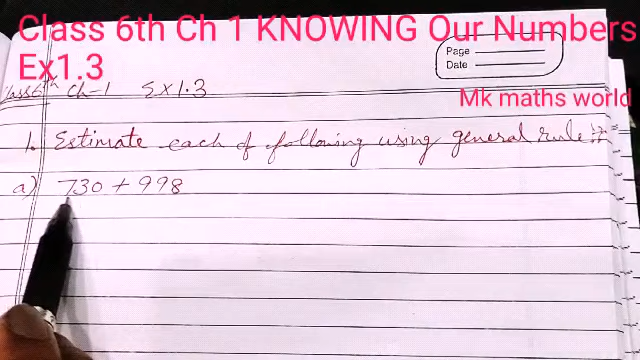 Class 6th Ch 1 KNOWING Our Numbers
Ex1.3
Page
Date
Class 6th Ch-1 Ex1.3
Mk maths world
1. Estimate each of following using general rule:-
a) 730 + 998